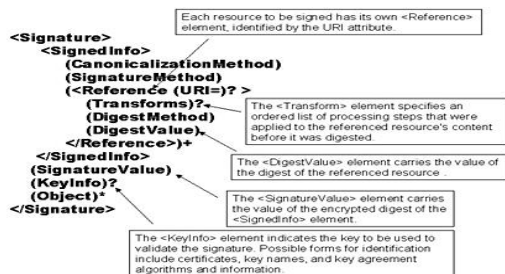 Each resource to be signed has its own <Reference>
element, identified by the URI attribute.
<Signature>
<SignedInfo>
(CanonicalizationMethod)
(SignatureMethod)
(<Reference (URI=)? >
(Transforms)?
(DigestMethod)
(DigestValue)
</Reference>)+
</SignedInfo>
(SignatureValue)
(KeyInfo)?
(Object)*
</Signature>
The <Transform> element specifies an
ordered list of processing steps that were
applied to the referenced resource's content
before it was digested.
The <DigestValue> element carries the value of
the digest of the referenced resource .
The <SignatureValue> element carries
the value of the encrypted digest of the
<SignedInfo> element.
The <KeyInfo> element indicates the key to be used to
validate the signature. Possible forms for identification
include certificates, key names, and key agreement
algorithms and information.